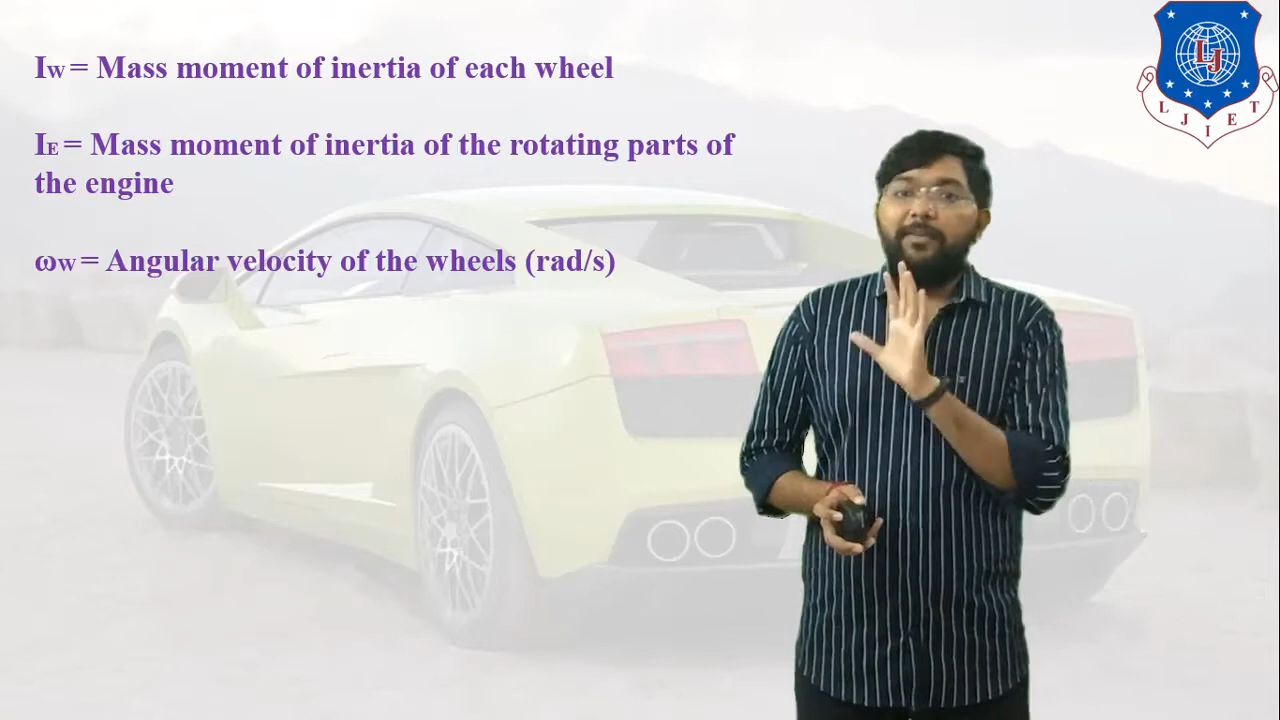 Iw = Mass moment of inertia of each wheel
IE = Mass moment of inertia of the rotating parts of
the engine
ωw = Angular velocity of the wheels (rad/s)
LJ
L J I E T